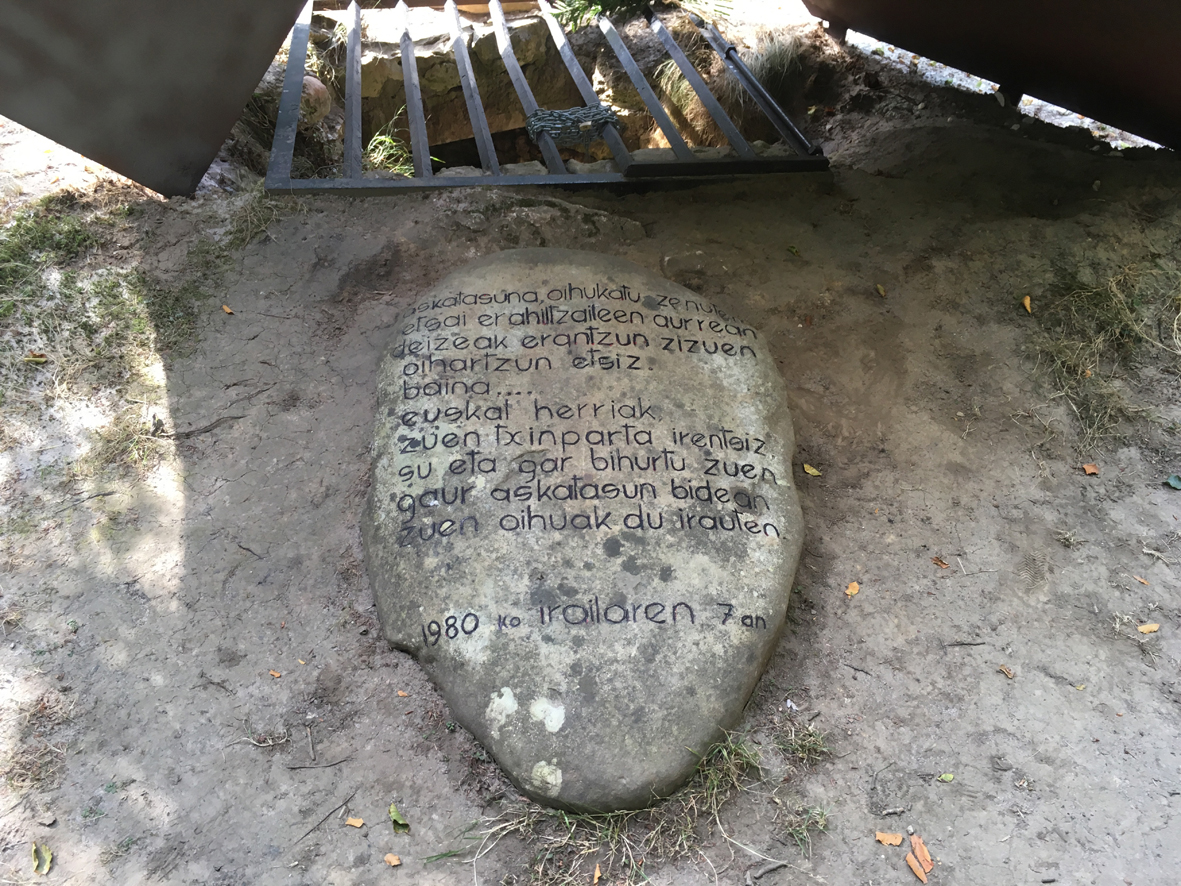 askatasuna, oihukatu zenuten
etsai erahiltzaileen aurrean
deizeak erantzun zizuen
oihartzun etsiz.
baina....
euskal herriak.
zuen txinparta irentsiz
su eta gar bihurtu zuen
gaur askatasun bidean
zuen oihuak du irauten.
1980 ko irailaren 7 an